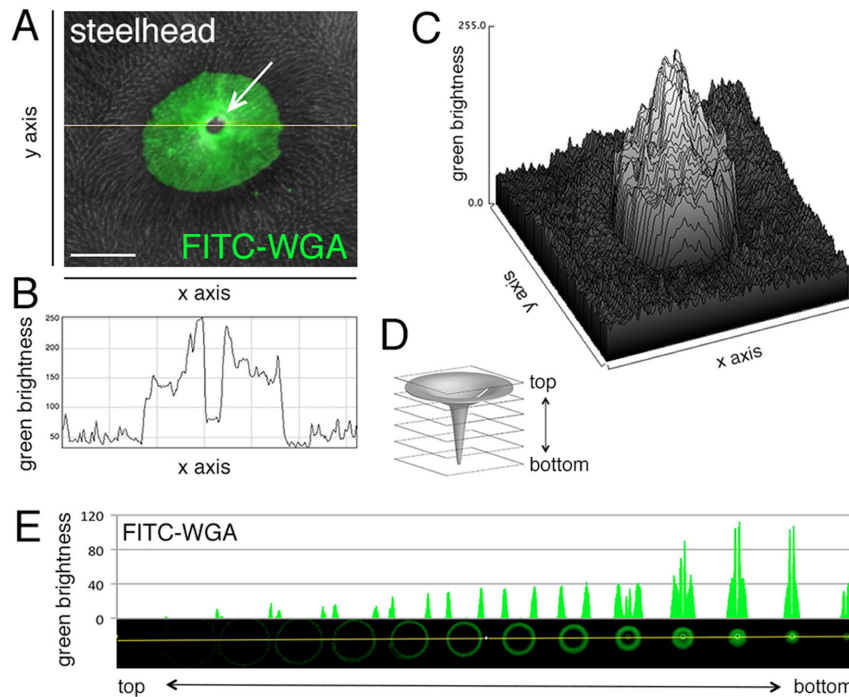 A
steelhead
y axis
FITC-WGA
x axis
B
green brightness
250
200
150
100
50
x axis
C
255.0
green brightness
0.0
y axis
x axis
D
top
bottom
E
green brightness
120
80
40
0
FITC-WGA
top
bottom